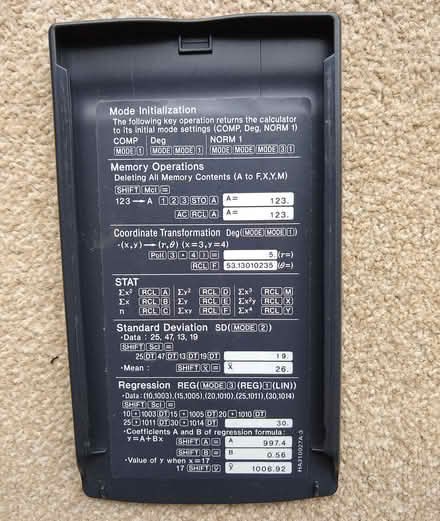 Mode Initialization
The following key operation returns the calculator
to its initial mode settings (COMP, Deg, NORM 1)
COMP Deg NORM 1
MODE 1 MODE MODE 1 MODE MODE MODE 3 1
Memory Operations
Deleting All Memory Contents (A to F,X,Y,M)
SHIFT Mcl =
123 → A 1 2 3 STO A A= 123.
AC RCL A A= 123.
Coordinate Transformation Deg(MODE MODE 1)
·(x,y) → (r,θ) (x=3,y=4)
Pol( 3 , 4 ) = 5. (r=)
RCL F 53.13010235 (θ=)
STAT
Σx² RCL A Σy² RCL D Σx³ RCL M
Σx RCL B Σy RCL E Σx²y RCL X
n RCL C Σxy RCL F Σx⁴ RCL Y
Standard Deviation SD(MODE 2)
·Data : 25, 47, 13, 19
SHIFT Scl =
25 DT 47 DT 13 DT 19 DT 19.
·Mean : SHIFT x̄ = x̄ 26.
Regression REG(MODE 3 (REG) 1 (LIN))
·Data:(10,1003),(15,1005),(20,1010),(25,1011),(30,1014)
SHIFT Scl =
10 , 1003 DT 15 , 1005 DT 20 , 1010 DT
25 , 1011 DT 30 , 1014 DT 30.
·Coefficients A and B of regression formula:
y=A+Bx SHIFT A = A 997.4
SHIFT B = B 0.56
·Value of y when x=17
17 SHIFT ŷ ŷ 1006.92
HA310927A-3